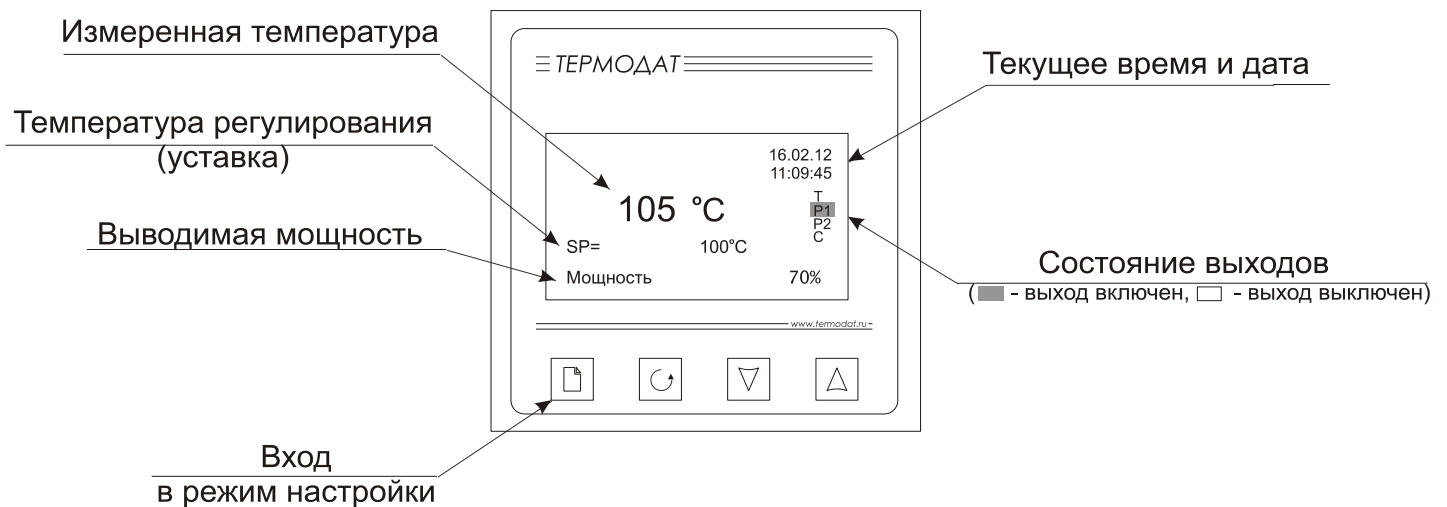 Измеренная температура
Температура регулирования
(уставка)
Выводимая мощность
ТЕРМОДАТ
16.02.12
11:09:45
105 °C
T
P1
P2
C
SP= 100°C
Мощность 70%
www.termodat.ru
Текущее время и дата
Состояние выходов
( - выход включен, - выход выключен)
Вход
в режим настройки